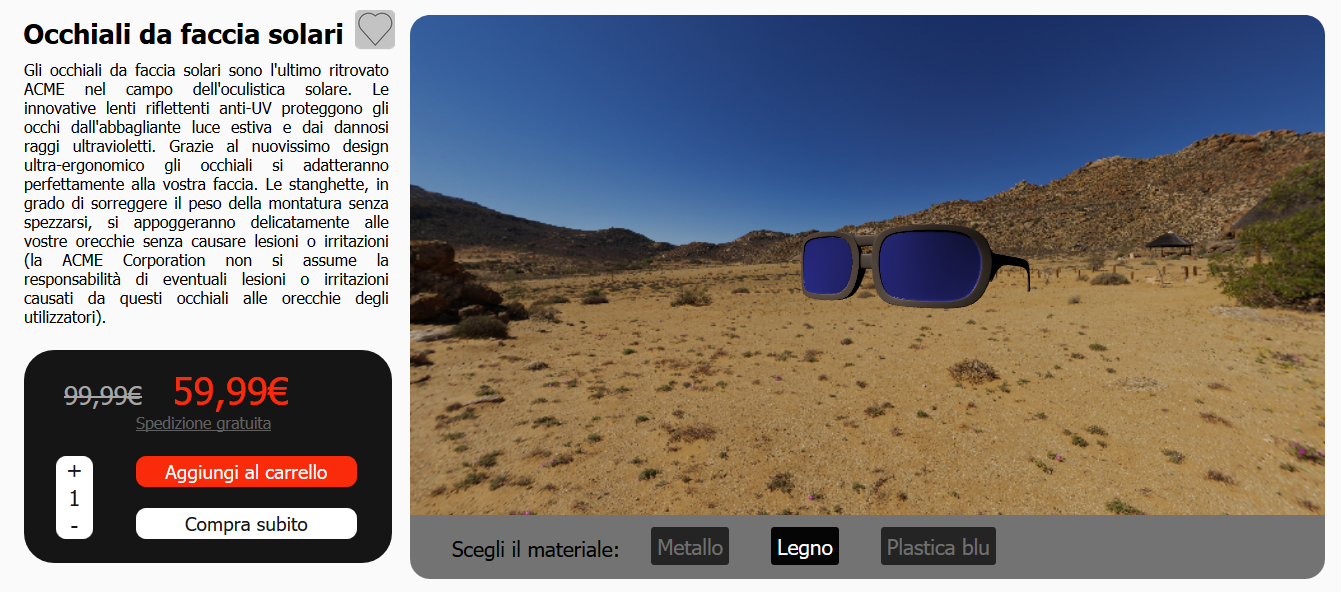 Occhiali da faccia solari
Gli occhiali da faccia solari sono l'ultimo ritrovato
ACME nel campo dell'oculistica solare. Le
innovative lenti riflettenti anti-UV proteggono gli
occhi dall'abbagliante luce estiva e dai dannosi
raggi ultravioletti. Grazie al nuovissimo design
ultra-ergonomico gli occhiali si adatteranno
perfettamente alla vostra faccia. Le stanghette, in
grado di sorreggere il peso della montatura senza
spezzarsi, si appoggeranno delicatamente alle
vostre orecchie senza causare lesioni o irritazioni
(la ACME Corporation non si assume la
responsabilità di eventuali lesioni o irritazioni
causati da questi occhiali alle orecchie degli
utilizzatori).
99,99€ 59,99€
Spedizione gratuita
+
1
-
Aggiungi al carrello
Compra subito
Scegli il materiale: Metallo Legno Plastica blu